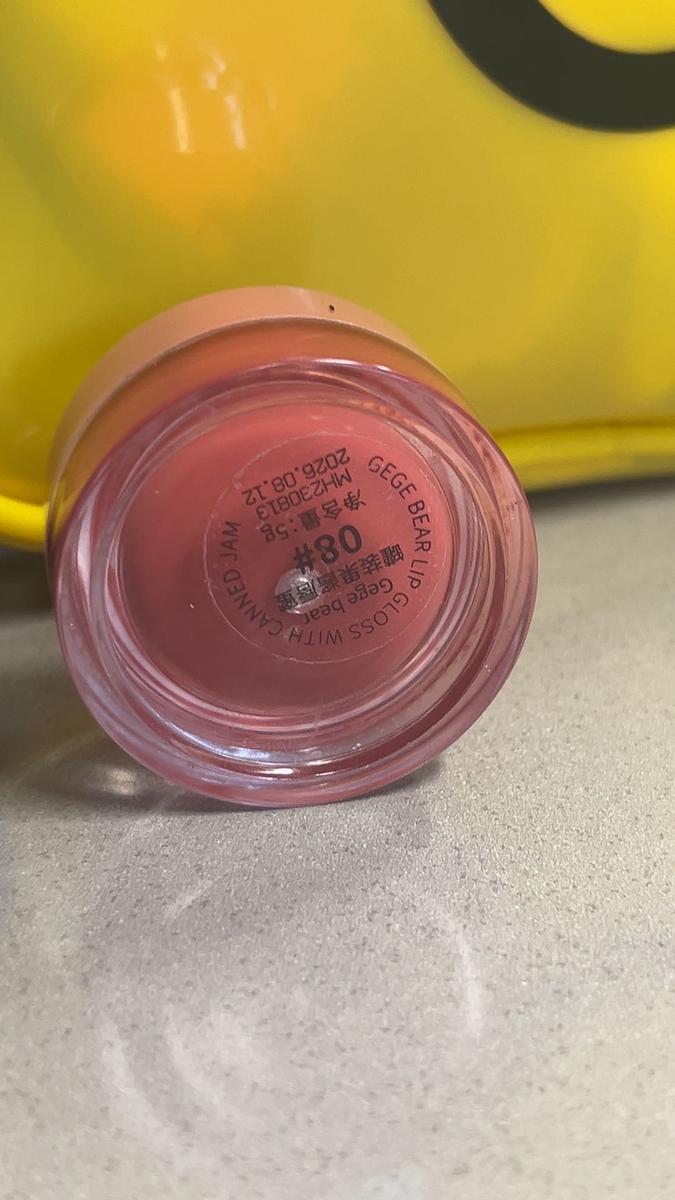 GEGE BEAR LIP GLOSS WITH CANNED JAM
Gege bear
罐装果酱唇蜜
08#
净含量:5g
MH230813
2026.08.12